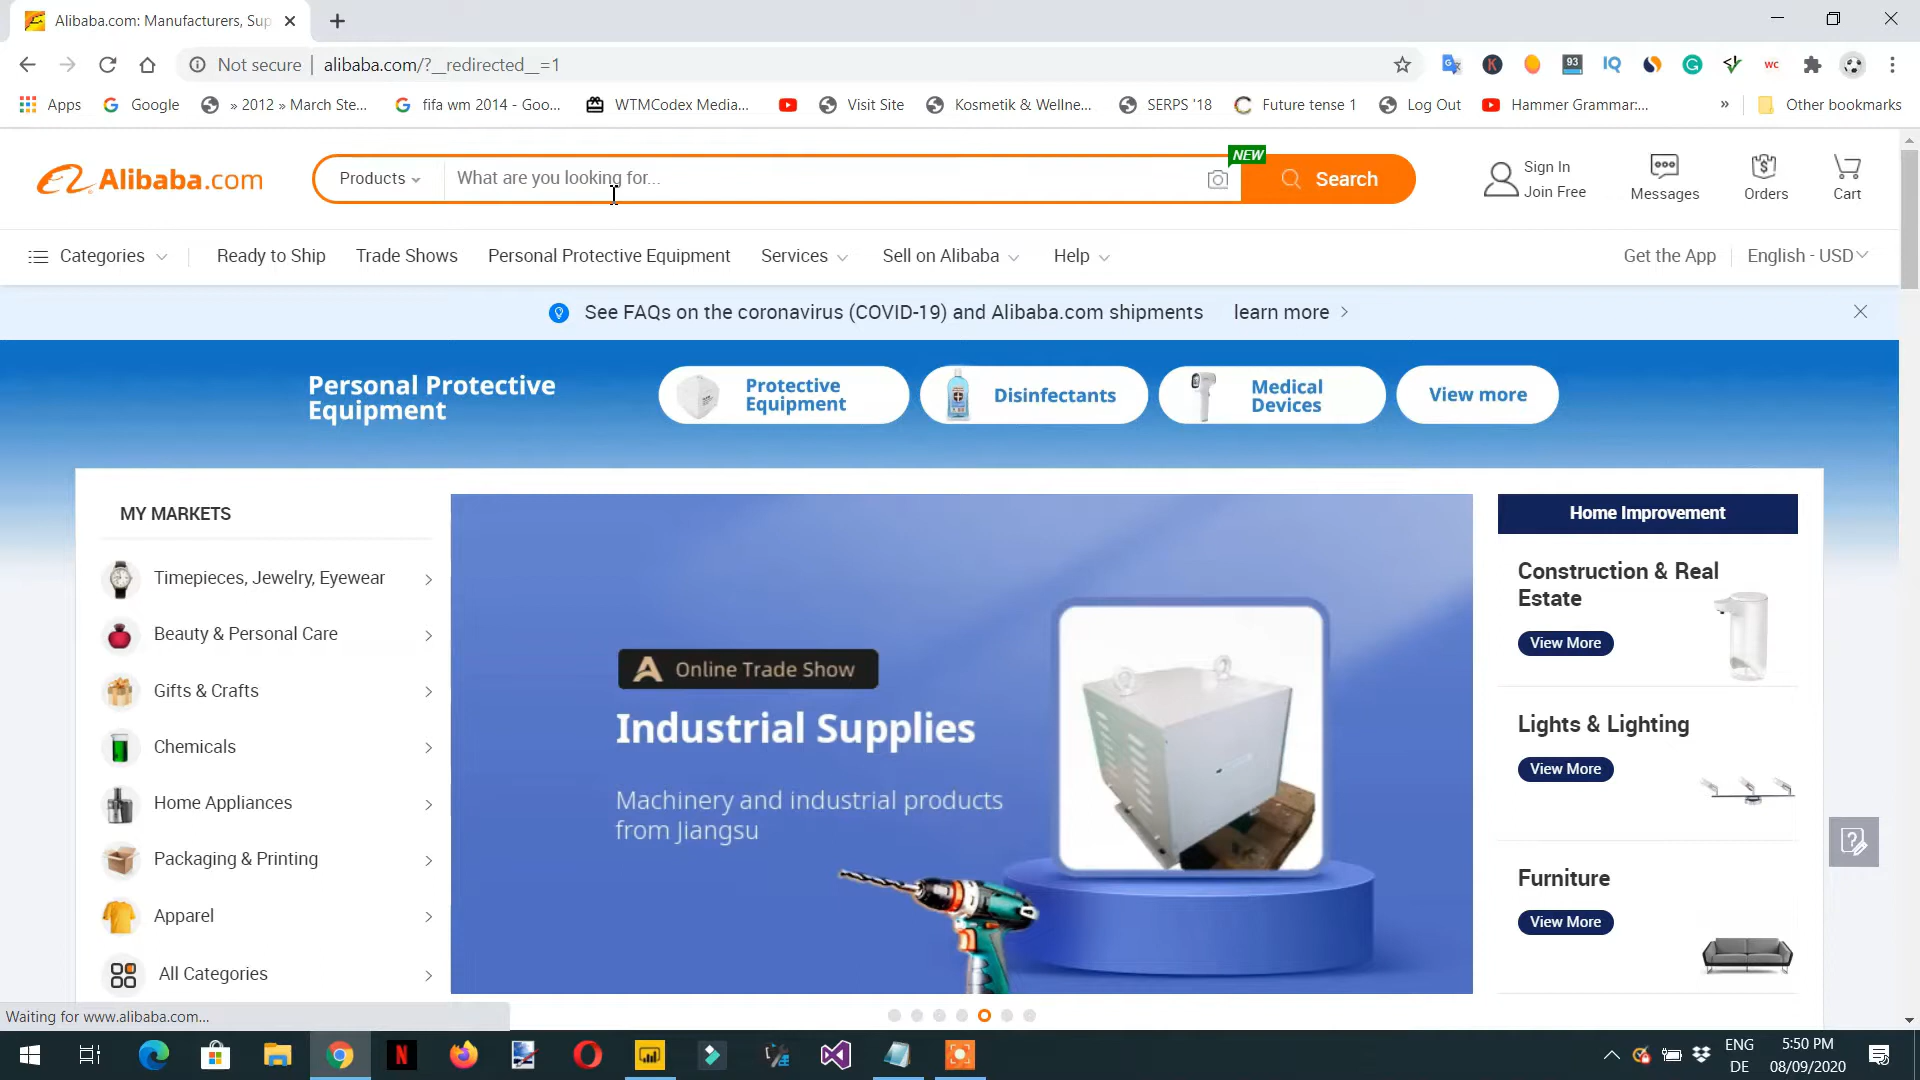 Alibaba.com: Manufacturers, Sup
Not secure
alibaba.com/?__redirected__=1
93
WC
Apps
Google
» 2012 » March Ste...
fifa wm 2014 - Goo...
WTMCodex Media...
Visit Site
Kosmetik & Wellne...
SERPS '18
Future tense 1
Log Out
Hammer Grammar:...
»
Other bookmarks
Alibaba.com
Products
What are you looking for...
NEW
Search
Sign In
Join Free
Messages
Orders
Cart
Categories
Ready to Ship
Trade Shows
Personal Protective Equipment
Services
Sell on Alibaba
Help
Get the App
English - USD
See FAQs on the coronavirus (COVID-19) and Alibaba.com shipments
learn more
Personal Protective
Equipment
Protective
Equipment
Disinfectants
Medical
Devices
View more
MY MARKETS
Timepieces, Jewelry, Eyewear
Beauty & Personal Care
Gifts & Crafts
Chemicals
Home Appliances
Packaging & Printing
Apparel
All Categories
Online Trade Show
Industrial Supplies
Machinery and industrial products
from Jiangsu
Home Improvement
Construction & Real
Estate
View More
Lights & Lighting
View More
Furniture
View More
Waiting for www.alibaba.com...
ENG
DE
5:50 PM
08/09/2020